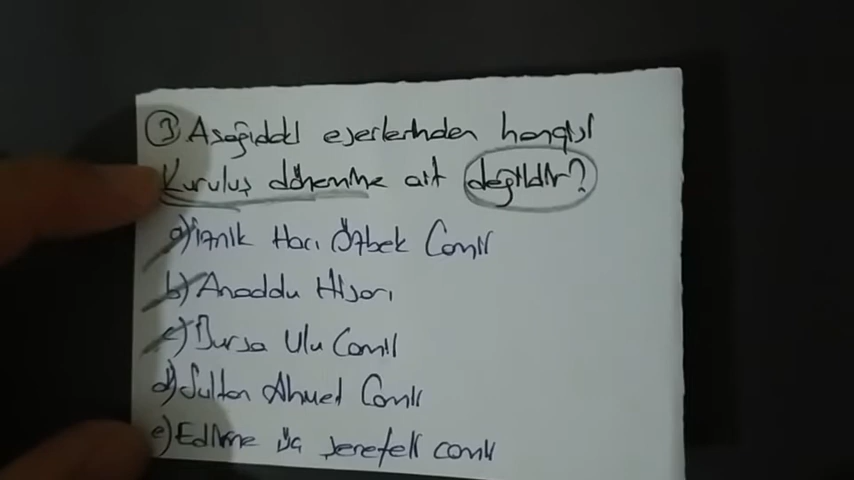 ③ Aşağıdaki eserlerinden hangisi
Kuruluş dönemine ait değildir?
a) İznik Hacı Özbek Camii
b) Anadolu Hisarı
c) Bursa Ulu Camii
d) Sultan Ahmet Camii
e) Edirne üç şerefeli camii